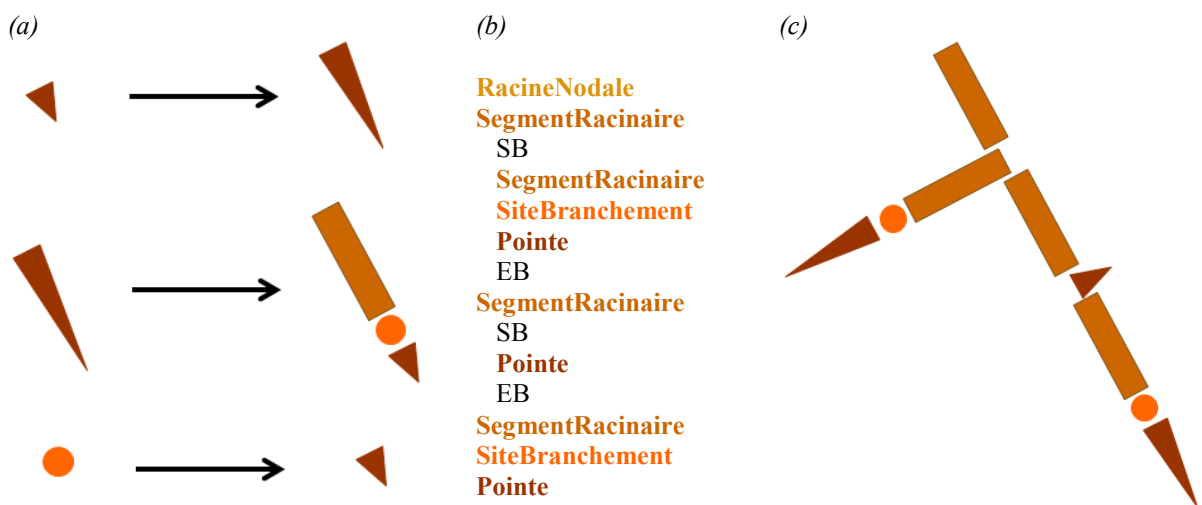 (a)
(b)
(c)
RacineNodale
SegmentRacinaire
SB
SegmentRacinaire
SiteBranchement
Pointe
EB
SegmentRacinaire
SB
Pointe
EB
SegmentRacinaire
SiteBranchement
Pointe